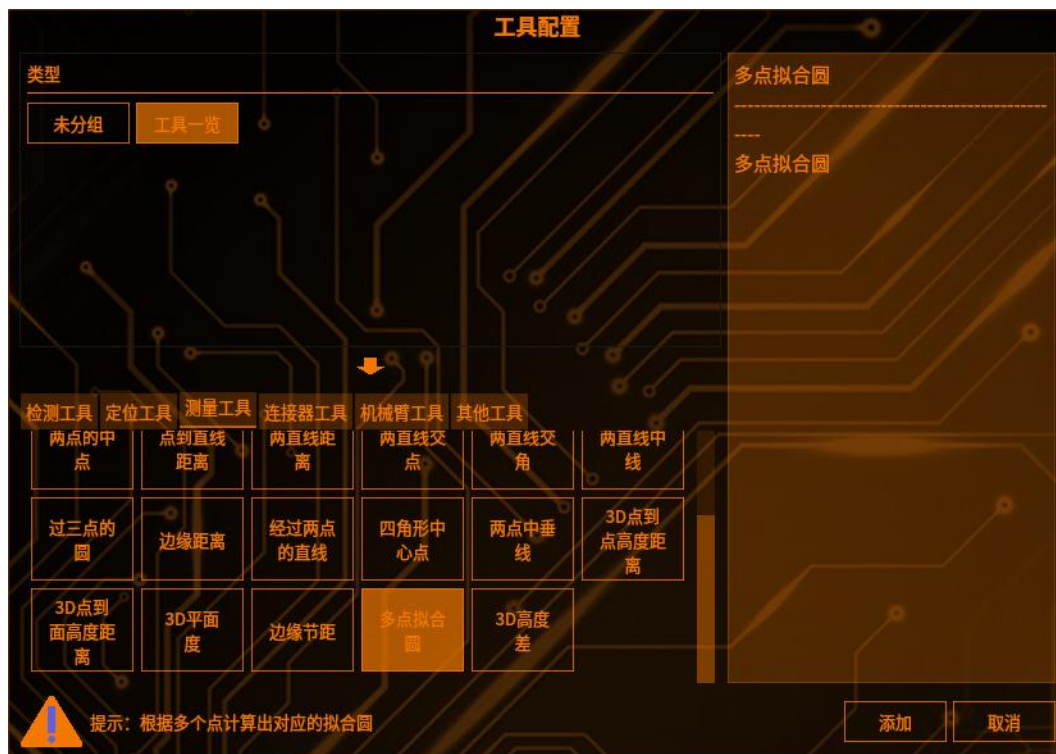 工具配置
类型
未分组
工具一览
多点拟合圆
---------------------------------------------
----
多点拟合圆
检测工具
定位工具
测量工具
连接器工具
机械臂工具
其他工具
两点的中
点
点到直线
距离
两直线距
离
两直线交
点
两直线交
角
两直线中
线
过三点的
圆
边缘距离
经过两点
的直线
四角形中
心点
两点中垂
线
3D点到
点高度距
离
3D点到
面高度距
离
3D平面
度
边缘节距
多点拟合
圆
3D高度
差
提示：根据多个点计算出对应的拟合圆
添加
取消